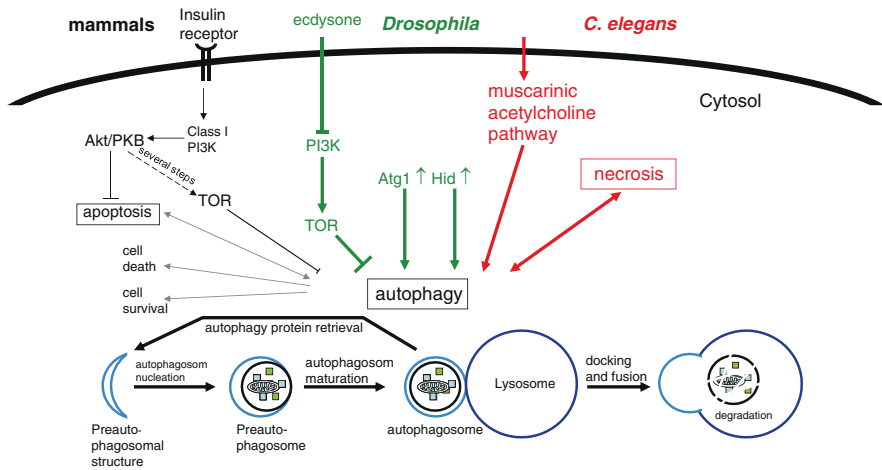 mammals
Insulin
receptor
ecdysone
Drosophila
C. elegans
Cytosol
muscarinic
acetylcholine
pathway
Class I
PI3K
Akt/PKB
several steps
TOR
apoptosis
PI3K
TOR
Atg1 ↑ Hid ↑
necrosis
cell
death
cell
survival
autophagy
autophagy protein retrieval
autophagosom
nucleation
autophagosom
maturation
Lysosome
docking
and fusion
degradation
Preauto-
phagosomal
structure
Preauto-
phagosome
autophagosome